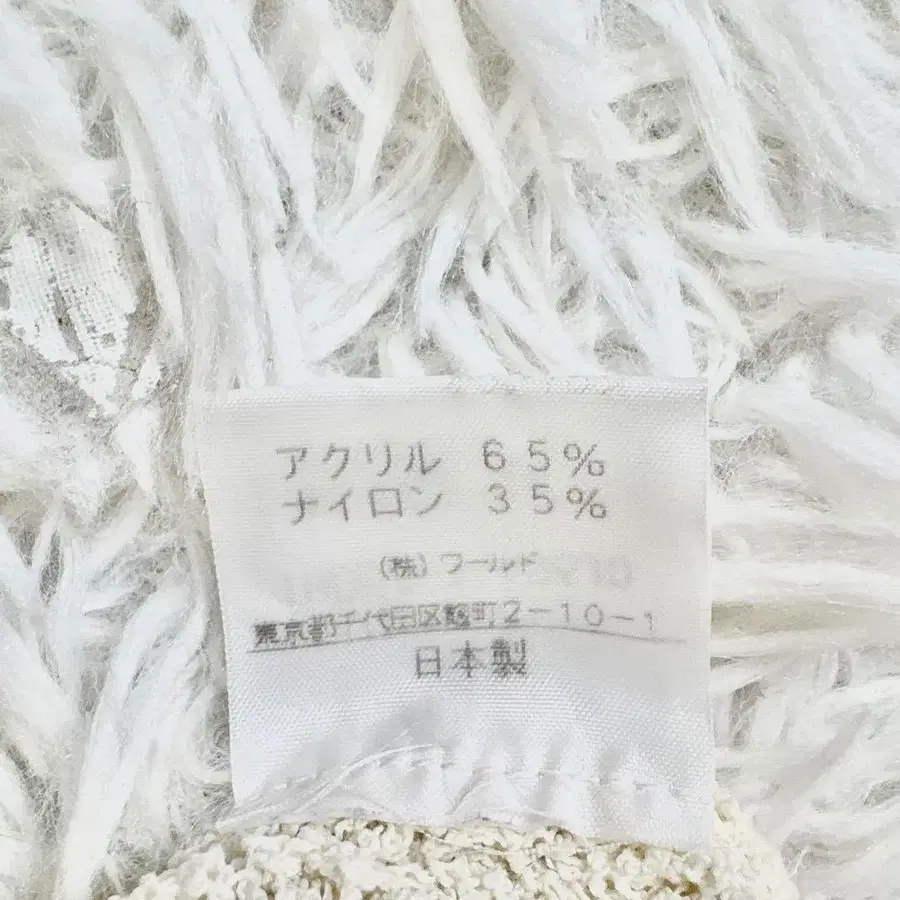 アクリル 65%
ナイロン 35%
(株) ワールド
東京都千代田区麹町2-10-1
日本製